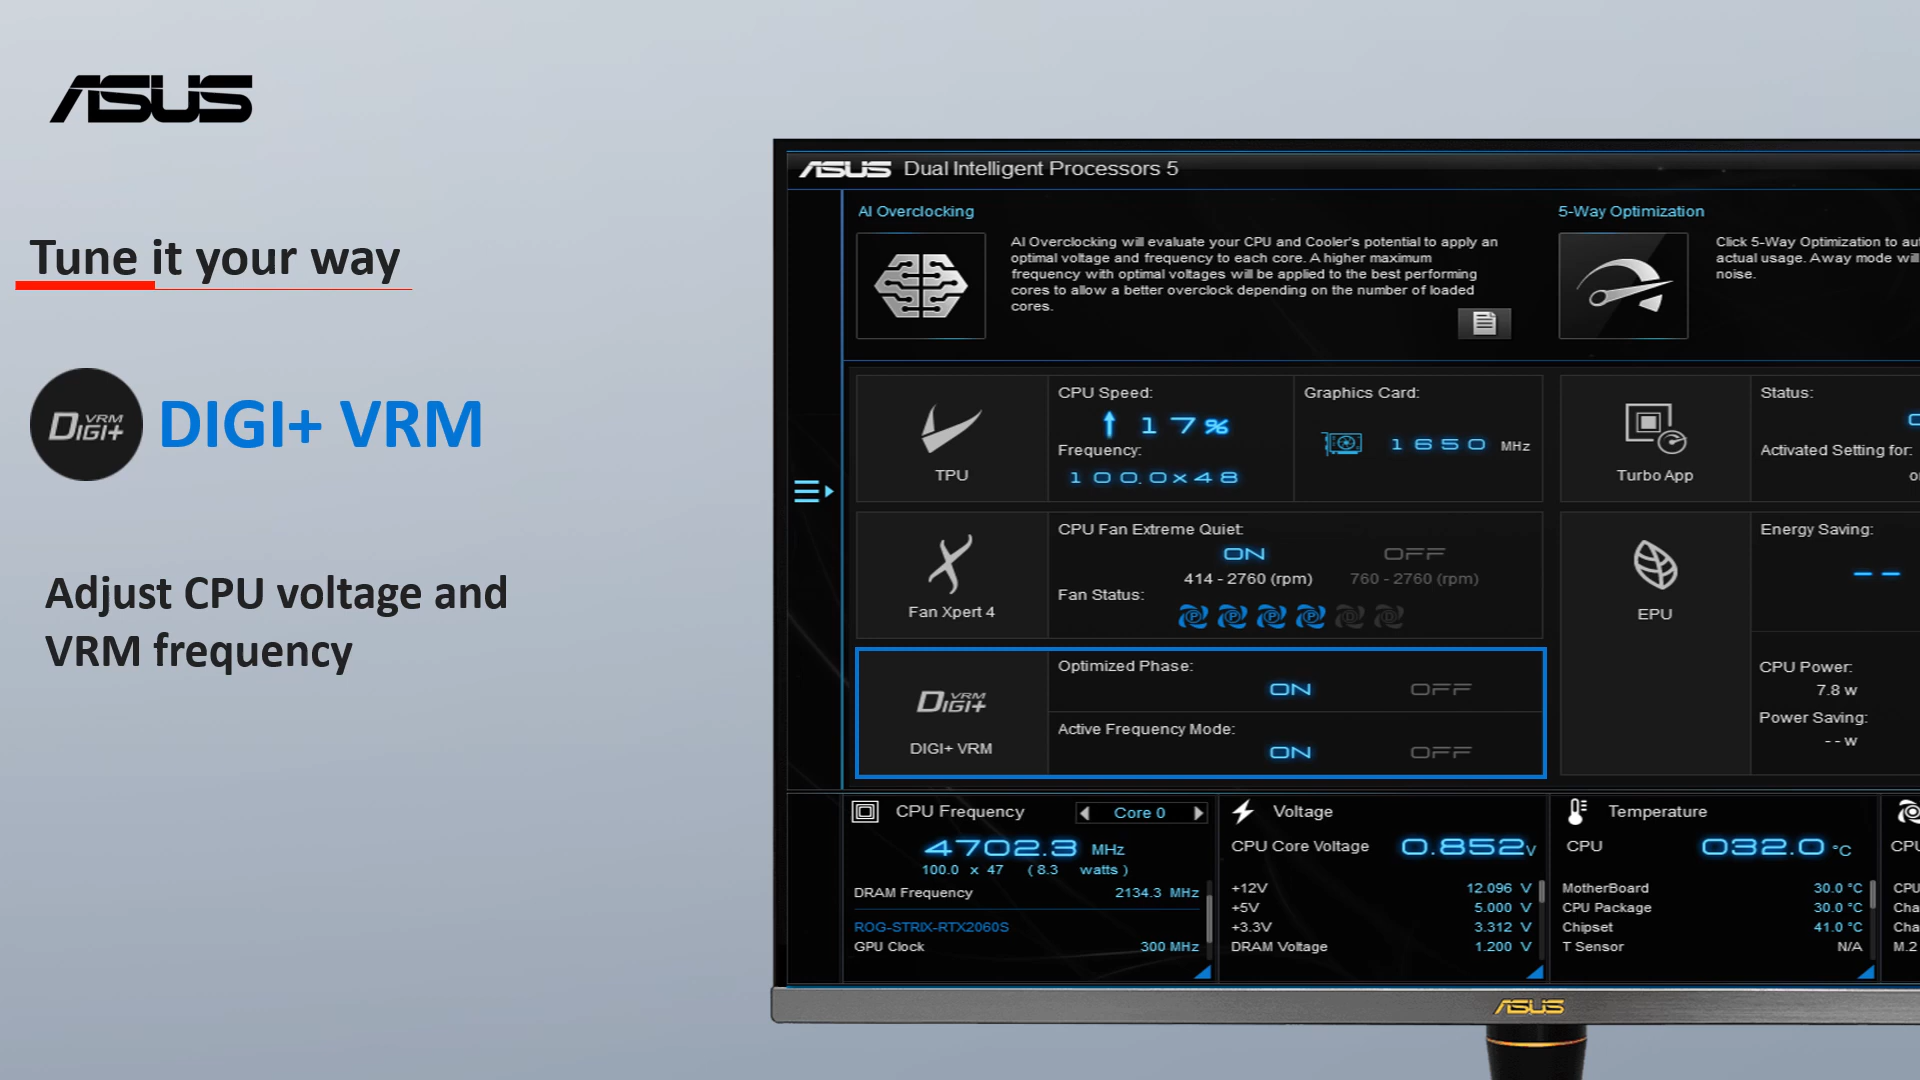 ASUS
Tune it your way
DIGI+ VRM
DIGI+ VRM
Adjust CPU voltage and
VRM frequency
ASUS Dual Intelligent Processors 5
AI Overclocking
AI Overclocking will evaluate your CPU and Cooler's potential to apply an
optimal voltage and frequency to each core. A higher maximum
frequency with optimal voltages will be applied to the best performing
cores to allow a better overclock depending on the number of loaded
cores.
5-Way Optimization
Click 5-Way Optimization to
actual usage. Away mode will
noise.
TPU
CPU Speed:
17%
Frequency:
100.0x48
Graphics Card:
1650 MHz
Turbo App
Status:
Activated Setting for:
Fan Xpert 4
CPU Fan Extreme Quiet:
ON OFF
414 - 2760 (rpm) 760 - 2760 (rpm)
Fan Status:
P P P P D D
DIGI+ VRM
DIGI+ VRM
Optimized Phase:
ON OFF
Active Frequency Mode:
ON OFF
EPU
Energy Saving:
--
CPU Power:
7.8 w
Power Saving:
-- w
CPU Frequency Core 0
4702.3 MHz
100.0 x 47 ( 8.3 watts )
DRAM Frequency 2134.3 MHz
ROG-STRIX-RTX2060S
GPU Clock 300 MHz
Voltage
CPU Core Voltage 0.852 V
+12V 12.096 V
+5V 5.000 V
+3.3V 3.312 V
DRAM Voltage 1.200 V
Temperature
CPU 032.0 °C
MotherBoard 30.0 °C
CPU Package 30.0 °C
Chipset 41.0 °C
T Sensor N/A
CPU
CPU
Cha
Cha
M.2
ASUS